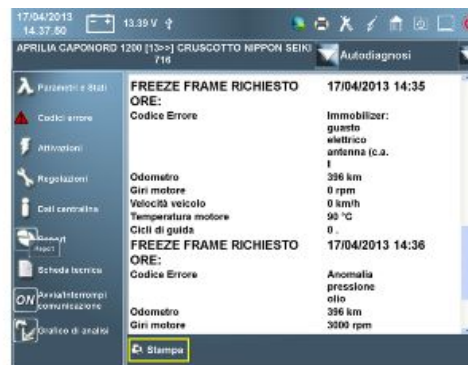 17/04/2013
14.37.50
13.39 V
APRILIA CAPONORD 1200 [13>>] CRUSCOTTO NIPPON SEIKI
716
Autodiagnosi
Parametri e Stati
Codici errore
Attivazioni
Regolazioni
Dati centralina
Report
Report
Scheda tecnica
ON Avvia/Interrompi
comunicazione
Grafico di analisi
FREEZE FRAME RICHIESTO 17/04/2013 14:35
ORE:
Codice Errore Immobilizer:
guasto
elettrico
antenna (c.a.
Odometro 396 km
Giri motore 0 rpm
Velocità veicolo 0 km/h
Temperatura motore 90 °C
Cicli di guida 0 .
FREEZE FRAME RICHIESTO 17/04/2013 14:36
ORE:
Codice Errore Anomalia
pressione
olio
Odometro 396 km
Giri motore 3000 rpm
Stampa